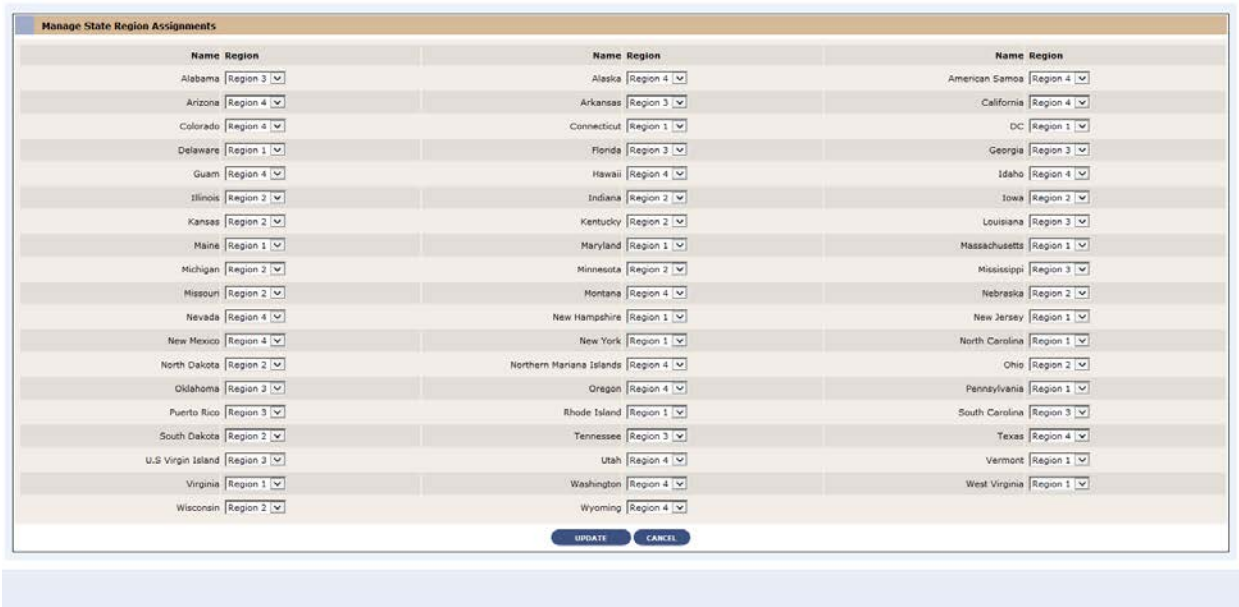 Manage State Region Assignments
Name Region Name Region Name Region
Alabama Region 3 Alaska Region 4 American Samoa Region 4
Arizona Region 4 Arkansas Region 3 California Region 4
Colorado Region 4 Connecticut Region 1 DC Region 1
Delaware Region 1 Florida Region 3 Georgia Region 3
Guam Region 4 Hawaii Region 4 Idaho Region 4
Illinois Region 2 Indiana Region 2 Iowa Region 2
Kansas Region 2 Kentucky Region 2 Louisiana Region 3
Maine Region 1 Maryland Region 1 Massachusetts Region 1
Michigan Region 2 Minnesota Region 2 Mississippi Region 3
Missouri Region 2 Montana Region 4 Nebraska Region 2
Nevada Region 4 New Hampshire Region 1 New Jersey Region 1
New Mexico Region 4 New York Region 1 North Carolina Region 1
North Dakota Region 2 Northern Mariana Islands Region 4 Ohio Region 2
Oklahoma Region 3 Oregon Region 4 Pennsylvania Region 1
Puerto Rico Region 3 Rhode Island Region 1 South Carolina Region 3
South Dakota Region 2 Tennessee Region 3 Texas Region 4
U.S Virgin Island Region 3 Utah Region 4 Vermont Region 1
Virginia Region 1 Washington Region 4 West Virginia Region 1
Wisconsin Region 2 Wyoming Region 4
UPDATE CANCEL